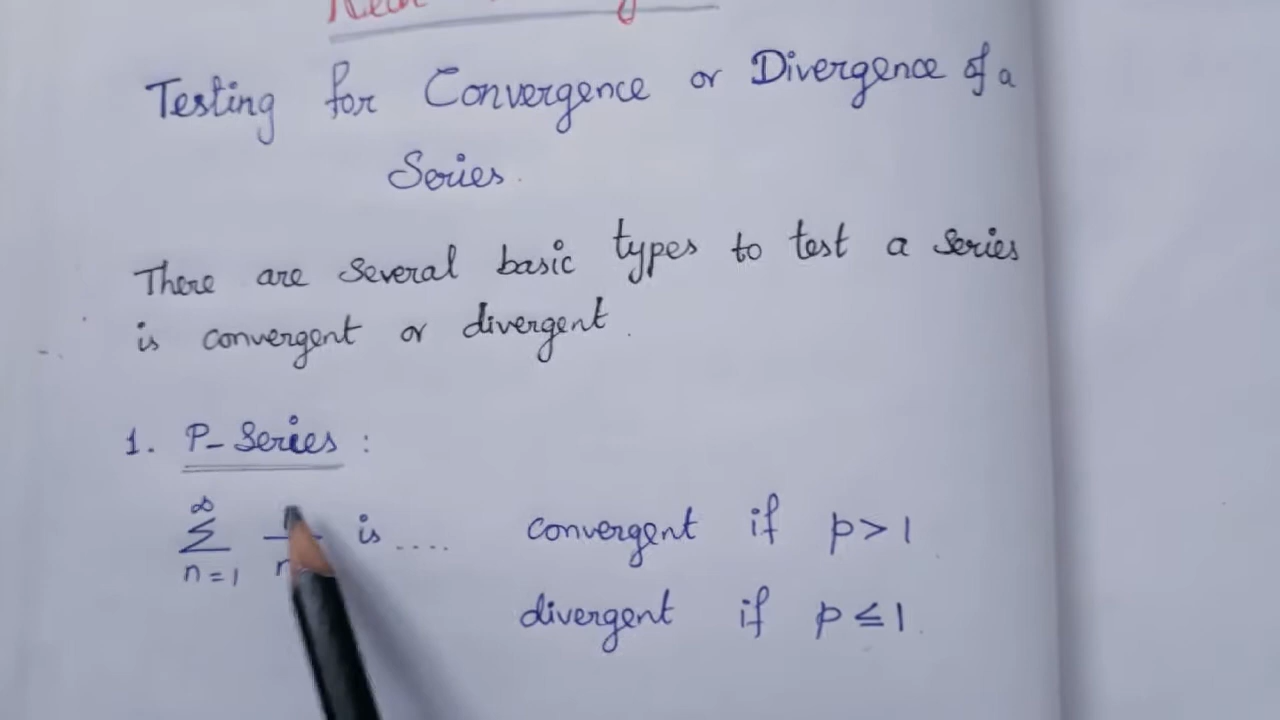 Testing for Convergence or Divergence of a
Series.
There are several basic types to test a series
is convergent or divergent.
1. P-Series :
∞
∑ is .... convergent if p > 1
n = 1
divergent if p ≤ 1.